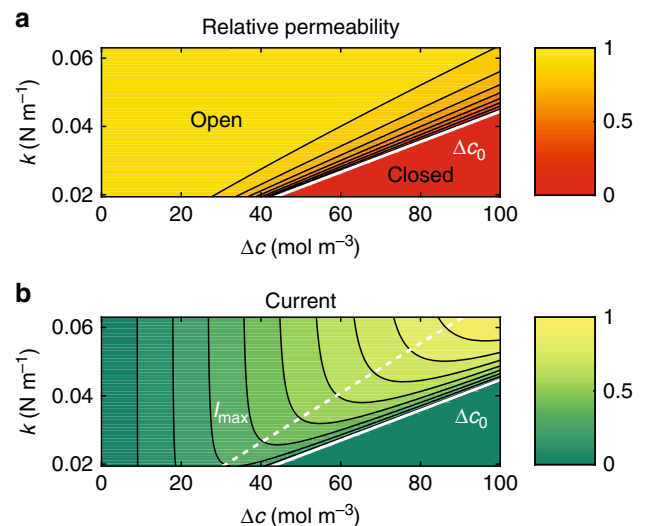 a
Relative permeability
0.06
0.04
0.02
k (N m⁻¹)
Open
Closed
Δc₀
0 20 40 60 80 100
Δc (mol m⁻³)
1
0.5
0
b
Current
0.06
0.04
0.02
k (N m⁻¹)
I_max
Δc₀
0 20 40 60 80 100
Δc (mol m⁻³)
1
0.5
0